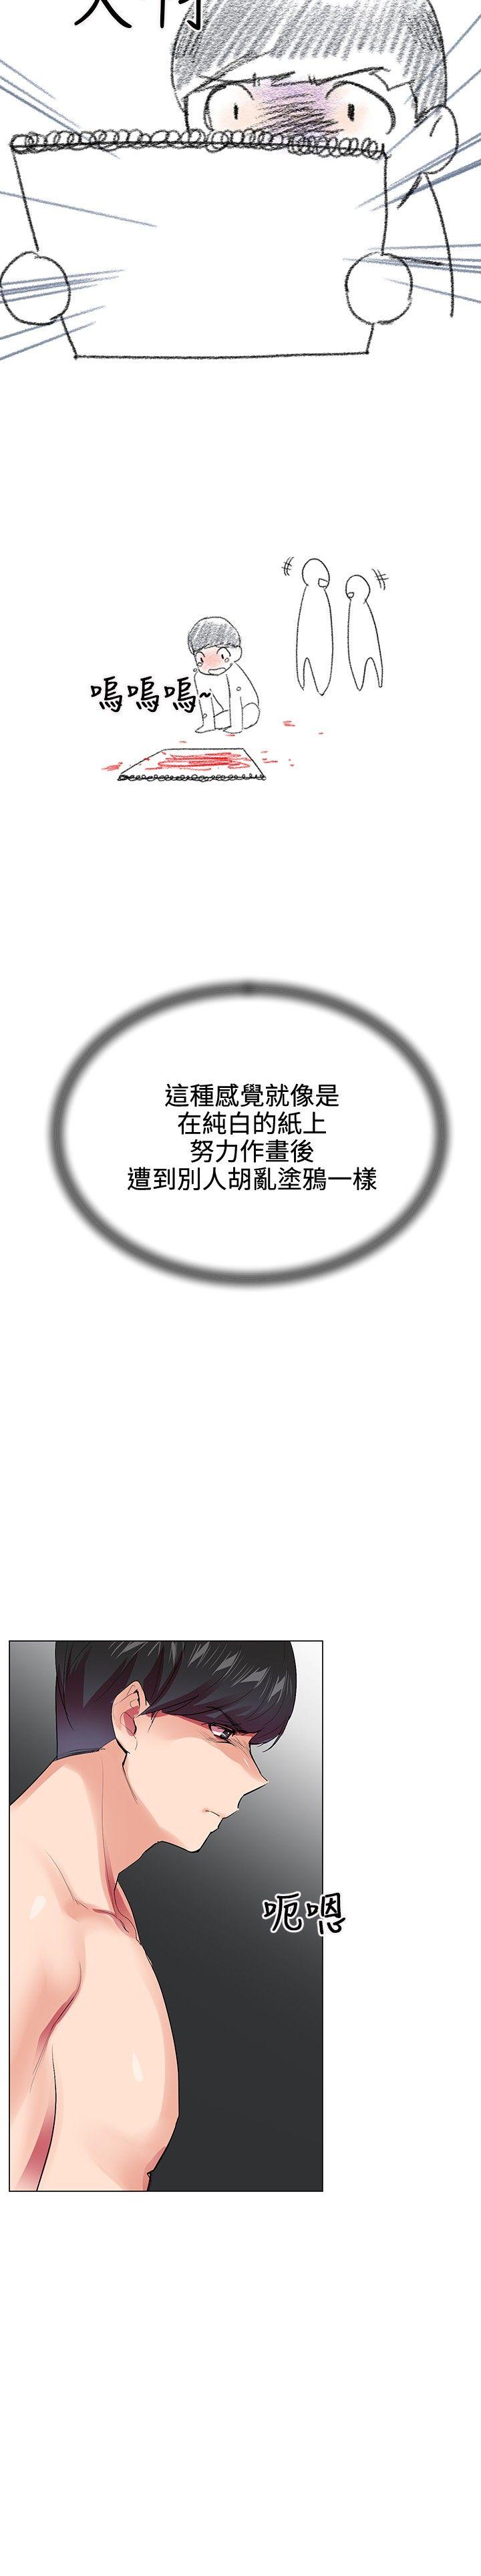 嗚嗚嗚~
這種感覺就像是
在純白的紙上
努力作畫後
遭到別人胡亂塗鴉一樣
呃嗯